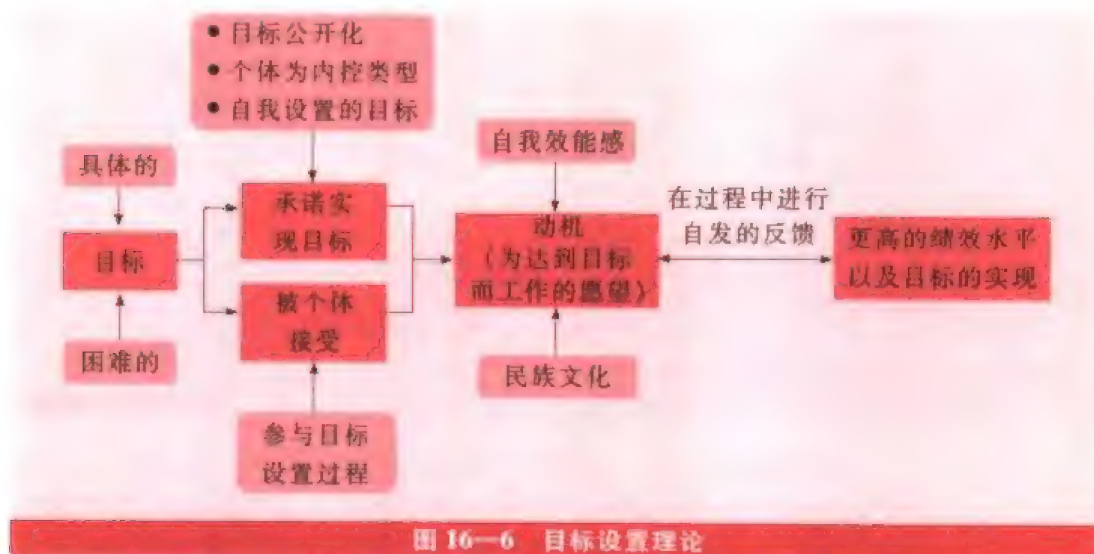 ● 目标公开化
● 个体为内控类型
● 自我设置的目标
具体的
目标
困难的
承诺实
现目标
被个体
接受
参与目标
设置过程
自我效能感
动机
（为达到目标
而工作的愿望）
民族文化
在过程中进行
自发的反馈
更高的绩效水平
以及目标的实现
图 16—6 目标设置理论